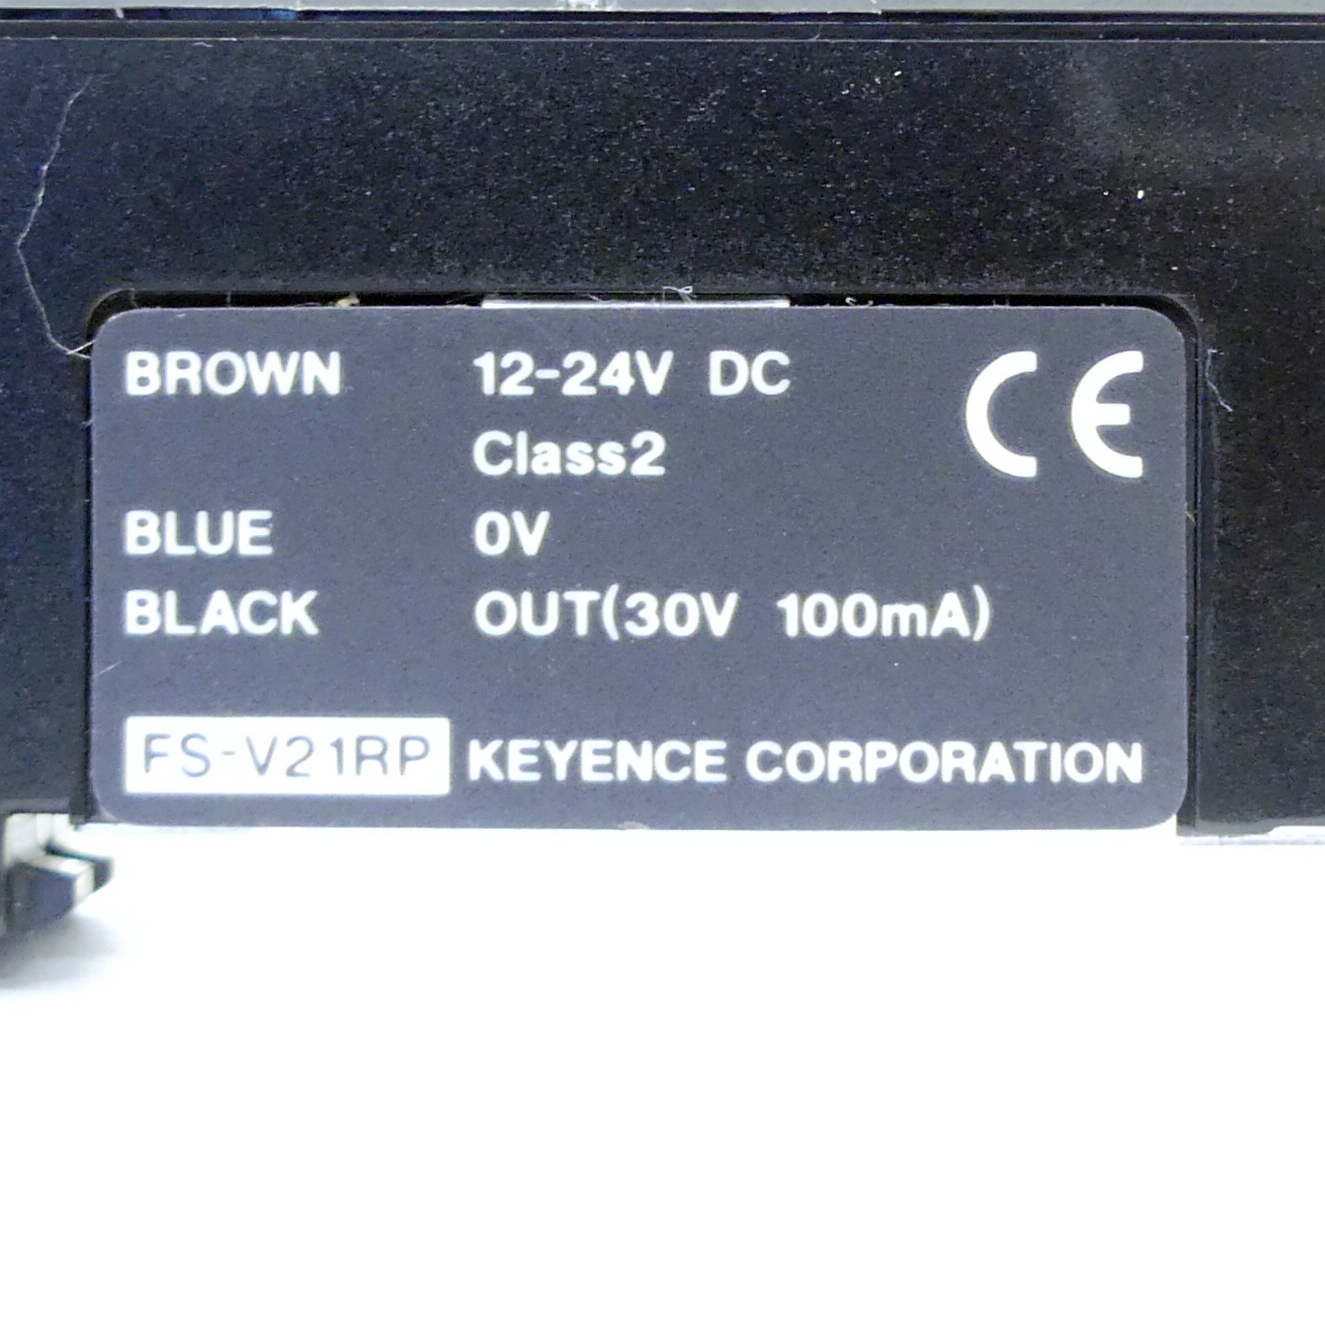 BROWN 12-24V DC CE
Class2
BLUE 0V
BLACK OUT(30V 100mA)
FS-V21RP KEYENCE CORPORATION